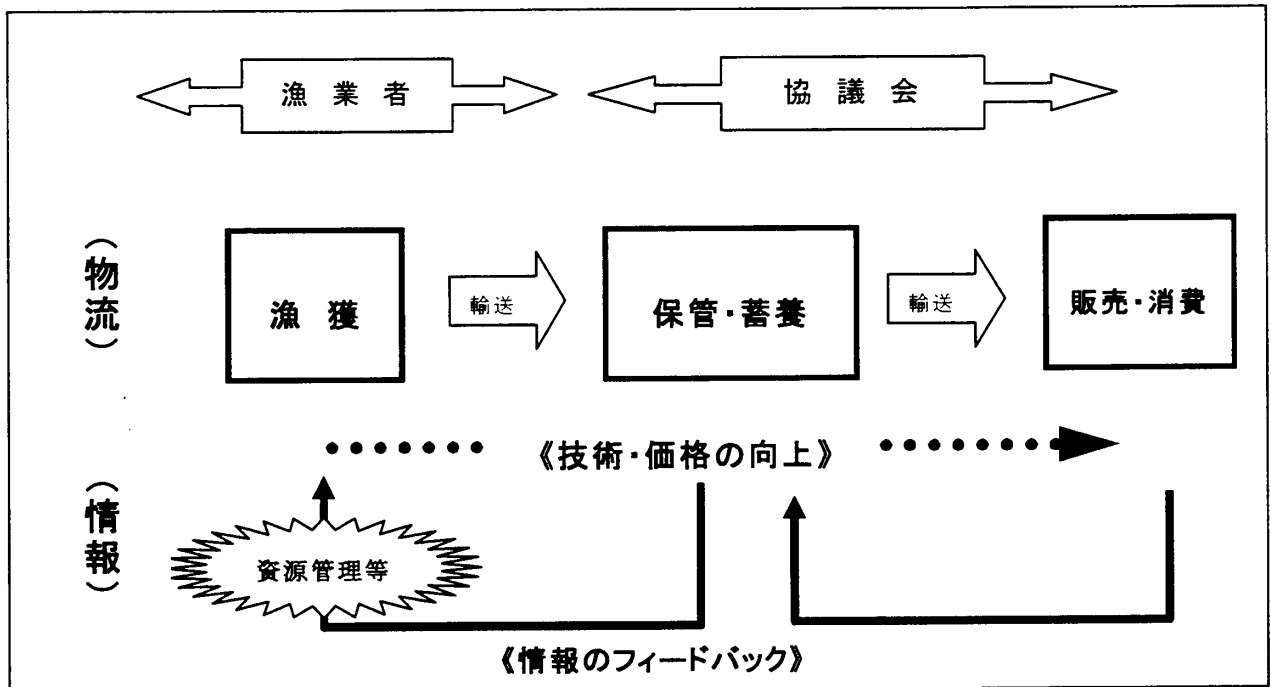 漁業者
協議会
（物流）
漁獲
輸送
保管・蓄養
輸送
販売・消費
《技術・価格の向上》
（情報）
資源管理等
《情報のフィードバック》